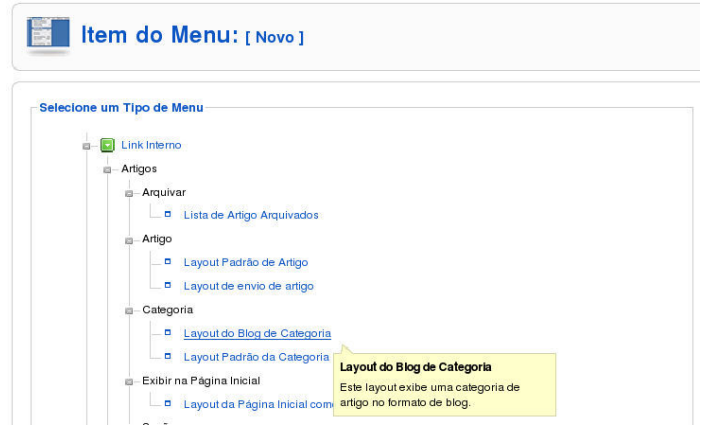 Item do Menu: [ Novo ]
Selecione um Tipo de Menu
Link Interno
Artigos
Arquivar
Lista de Artigo Arquivados
Artigo
Layout Padrão de Artigo
Layout de envio de artigo
Categoria
Layout do Blog de Categoria
Layout Padrão da Categoria
Layout do Blog de Categoria
Este layout exibe uma categoria de
artigo no formato de blog.
Exibir na Página Inicial
Layout da Página Inicial como